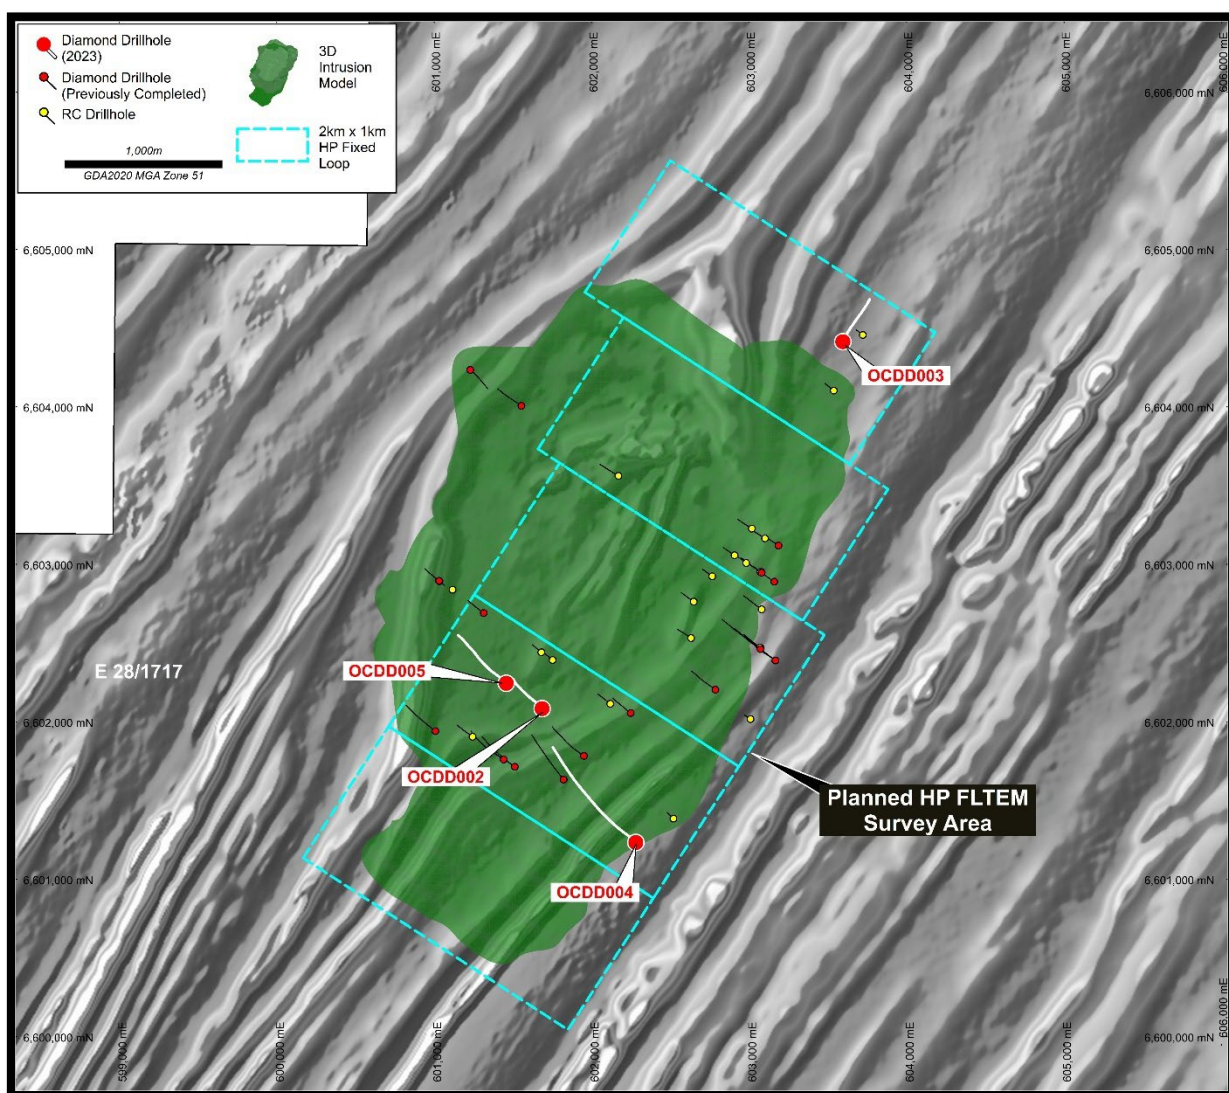 Diamond Drillhole
(2023)
Diamond Drillhole
(Previously Completed)
RC Drillhole
3D
Intrusion
Model
2km x 1km
HP Fixed
Loop
1,000m
GDA2020 MGA Zone 51
601,000 mE
602,000 mE
603,000 mE
604,000 mE
605,000 mE
606,000 mE
6,606,000 mN
6,605,000 mN
6,605,000 mN
OCDD003
6,604,000 mN
6,604,000 mN
6,603,000 mN
6,603,000 mN
E 28/1717
OCDD005
6,602,000 mN
6,602,000 mN
OCDD002
Planned HP FLTEM
Survey Area
6,601,000 mN
6,601,000 mN
OCDD004
6,600,000 mN
6,600,000 mN
599,000 mE
600,000 mE
601,000 mE
602,000 mE
603,000 mE
604,000 mE
605,000 mE
606,000 mE